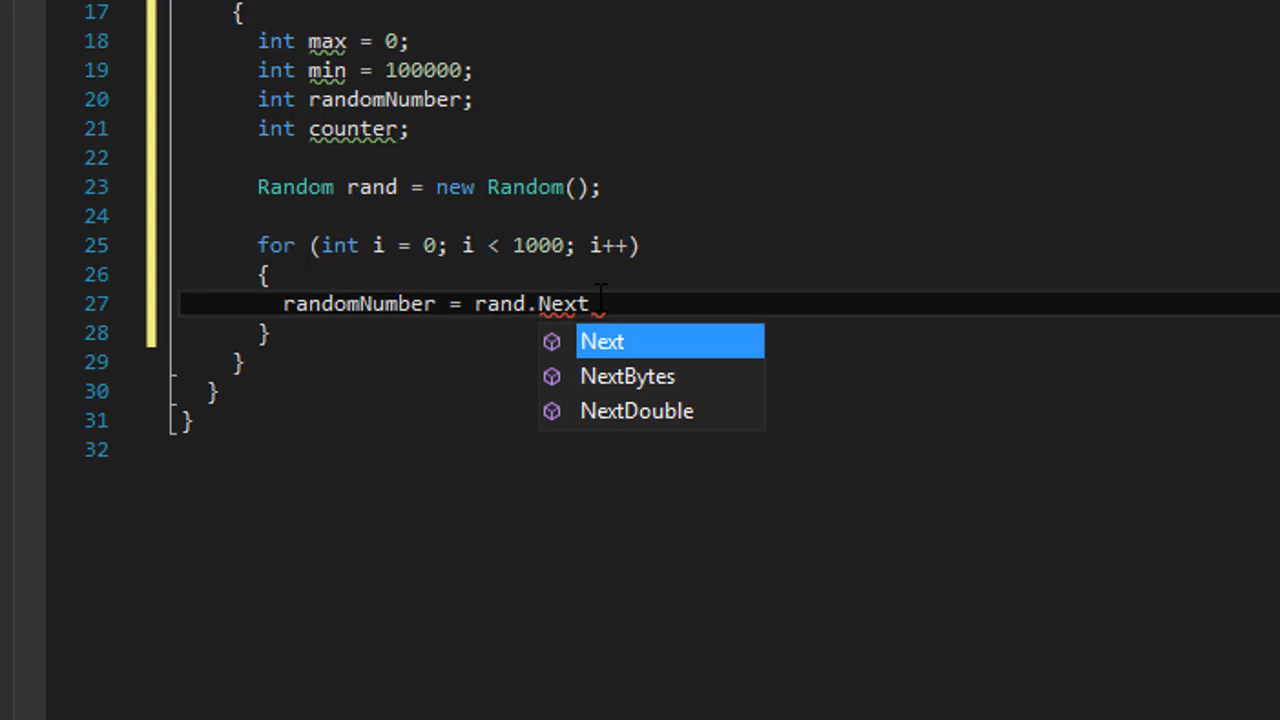 17 {
18 int max = 0;
19 int min = 100000;
20 int randomNumber;
21 int counter;
22
23 Random rand = new Random();
24
25 for (int i = 0; i < 1000; i++)
26 {
27 randomNumber = rand.Next
Next
28 }
NextBytes
29 }
30 }
NextDouble
31 }
32